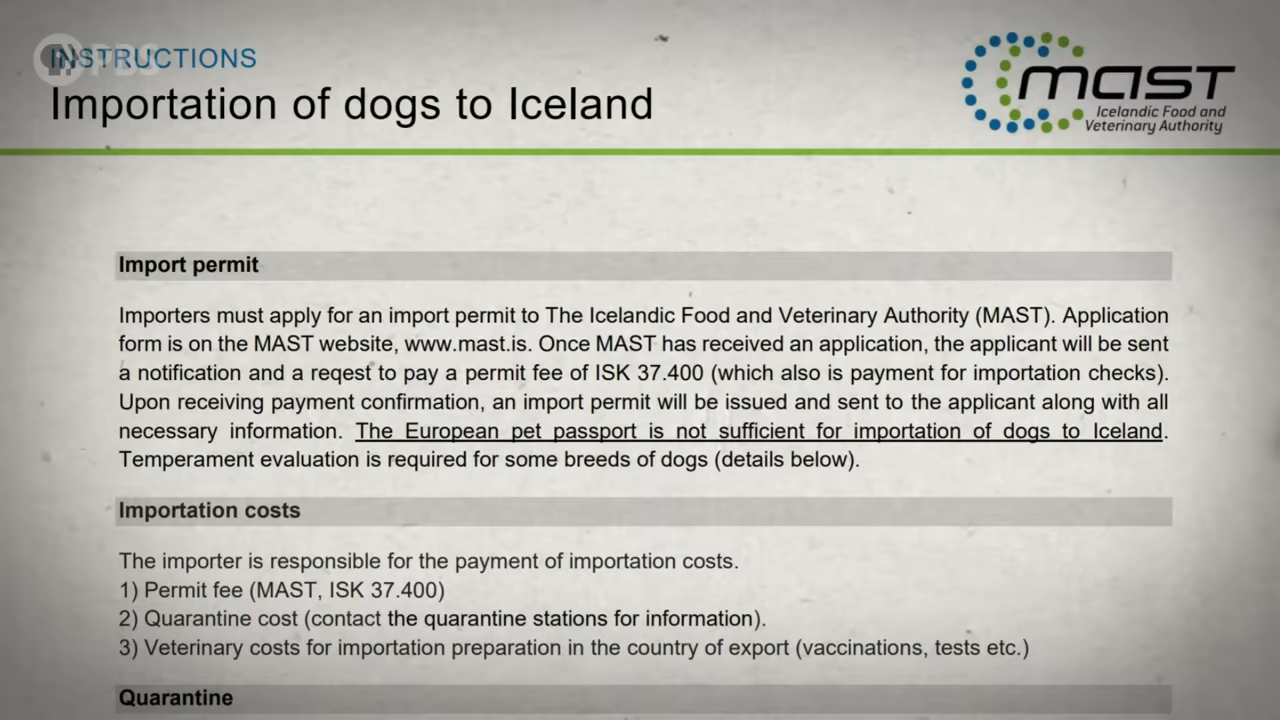 PBS
INSTRUCTIONS
Importation of dogs to Iceland
mast
Icelandic Food and
Veterinary Authority
Import permit
Importers must apply for an import permit to The Icelandic Food and Veterinary Authority (MAST). Application
form is on the MAST website, www.mast.is. Once MAST has received an application, the applicant will be sent
a notification and a reqest to pay a permit fee of ISK 37.400 (which also is payment for importation checks).
Upon receiving payment confirmation, an import permit will be issued and sent to the applicant along with all
necessary information. The European pet passport is not sufficient for importation of dogs to Iceland.
Temperament evaluation is required for some breeds of dogs (details below).
Importation costs
The importer is responsible for the payment of importation costs.
1) Permit fee (MAST, ISK 37.400)
2) Quarantine cost (contact the quarantine stations for information).
3) Veterinary costs for importation preparation in the country of export (vaccinations, tests etc.)
Quarantine